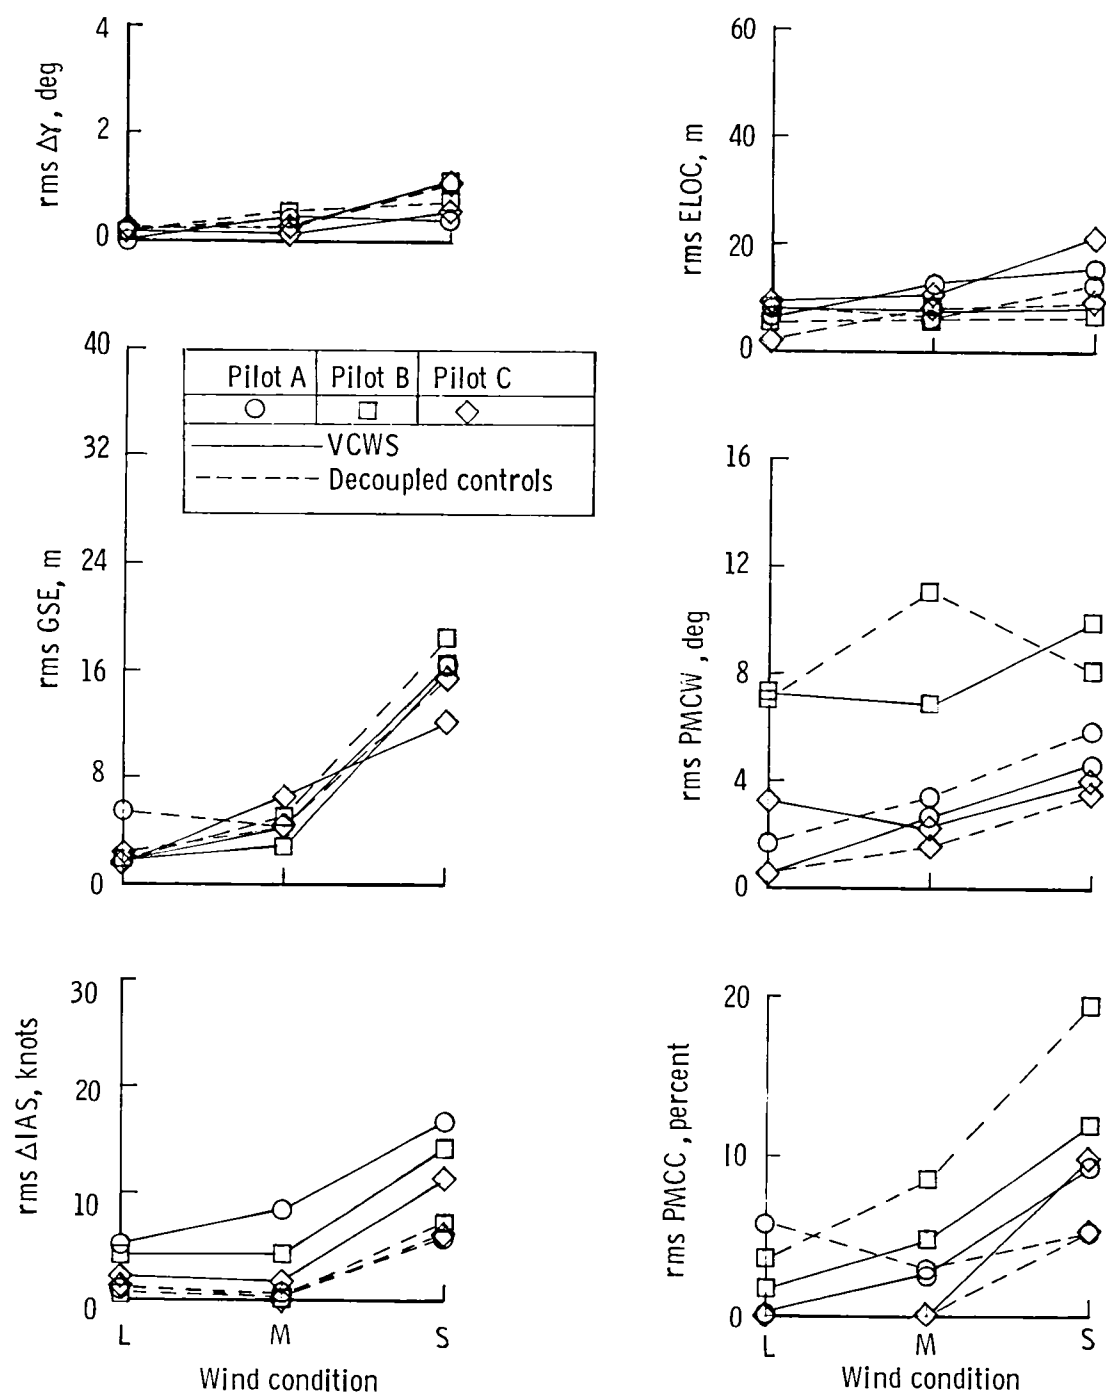 4
2
0
rms Δγ, deg
60
40
20
0
rms ELOC, m
40
32
24
16
8
0
rms GSE, m
Pilot A Pilot B Pilot C
VCWS
Decoupled controls
16
12
8
4
0
rms PMCW, deg
30
20
10
0
rms ΔIAS, knots
L M S
Wind condition
20
10
0
rms PMCC, percent
L M S
Wind condition